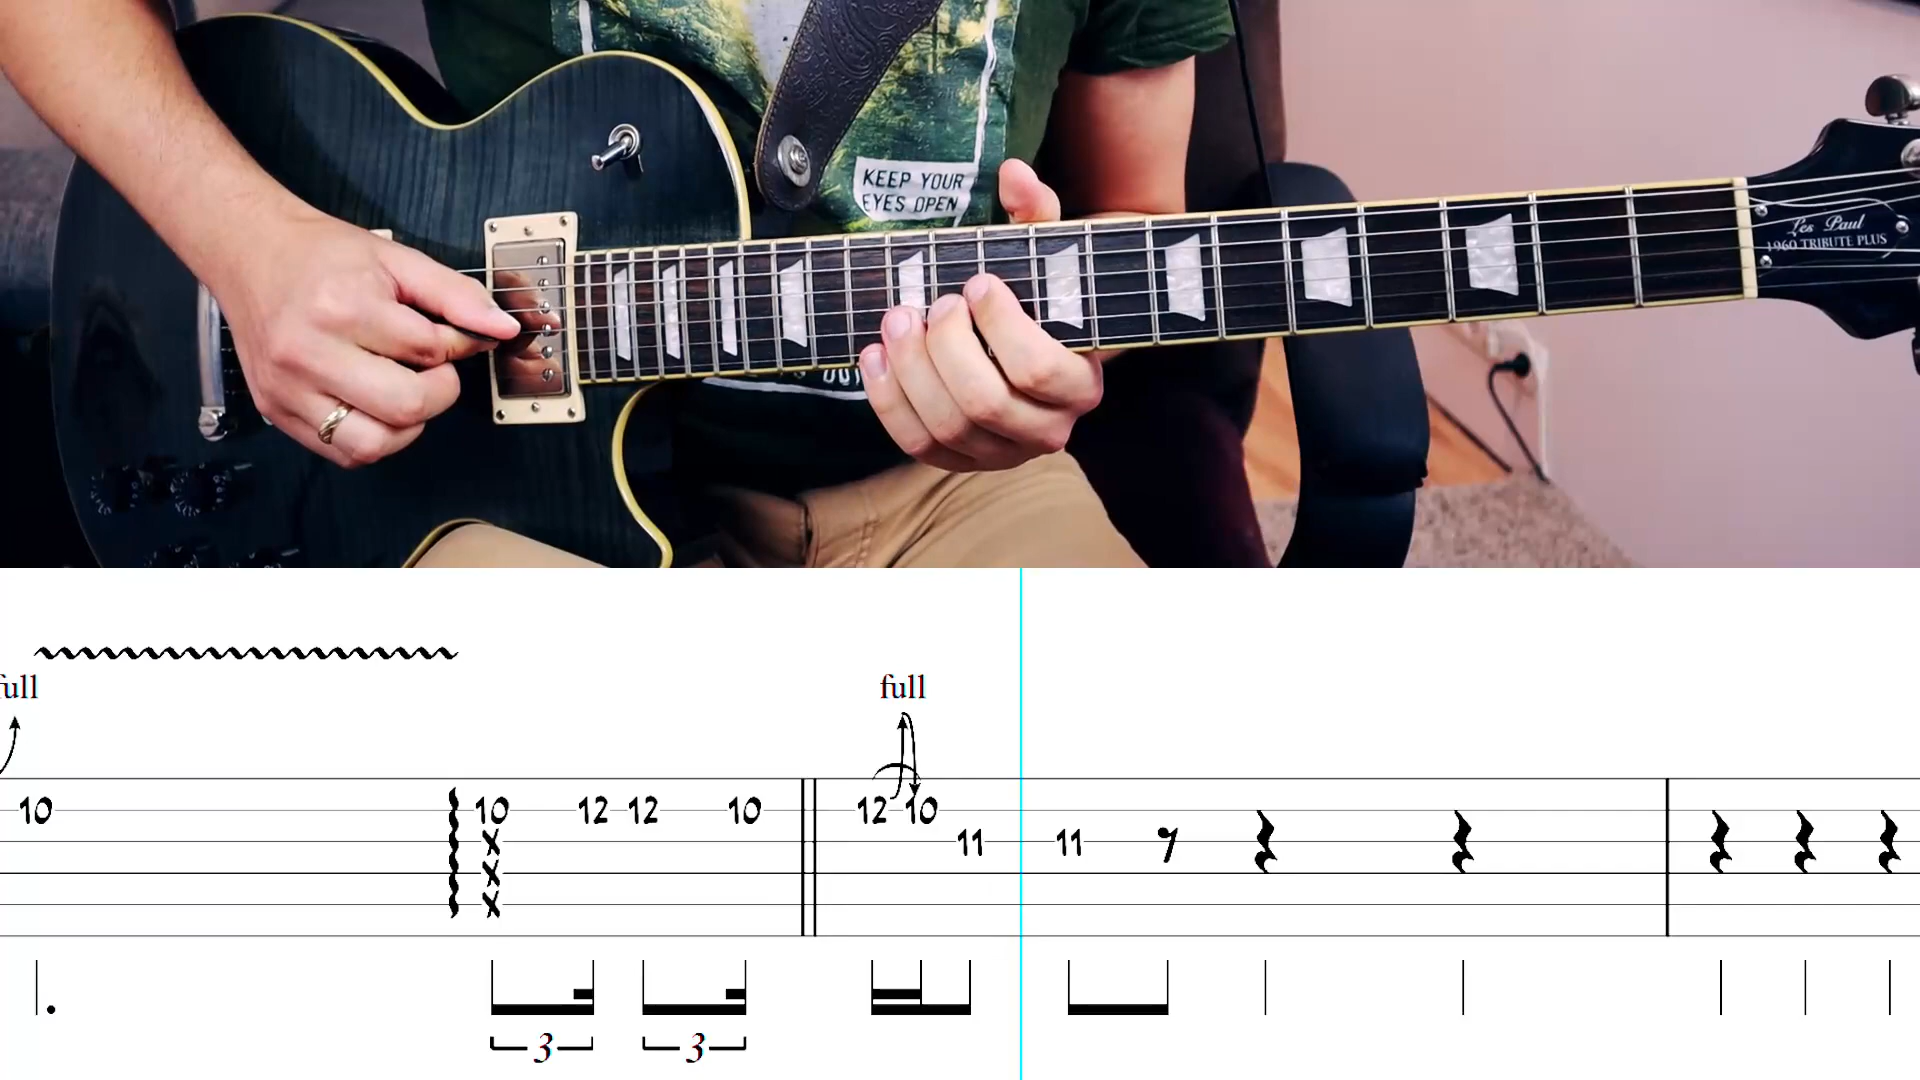 KEEP YOUR
EYES OPEN
Les Paul
1960 TRIBUTE PLUS
full
full
10 10 12 12 10 12 10
x 11 11
x
x
3 3